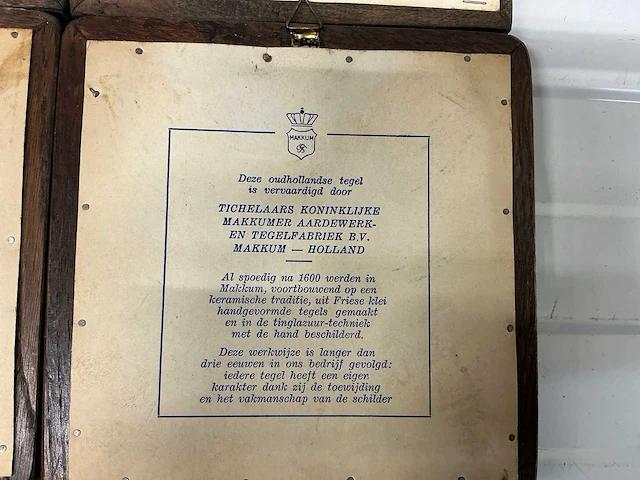 MAKKUM
Deze oudhollandse tegel
is vervaardigd door
TICHELAARS KONINKLIJKE
MAKKUMER AARDEWERK-
EN TEGELFABRIEK B.V.
MAKKUM — HOLLAND
Al spoedig na 1600 werden in
Makkum, voortbouwend op een
keramische traditie, uit Friese klei
handgevormde tegels gemaakt
en in de tinglazuur-techniek
met de hand beschilderd.
Deze werkwijze is langer dan
drie eeuwen in ons bedrijf gevolgd:
iedere tegel heeft een eigen
karakter dank zij de toewijding
en het vakmanschap van de schilder